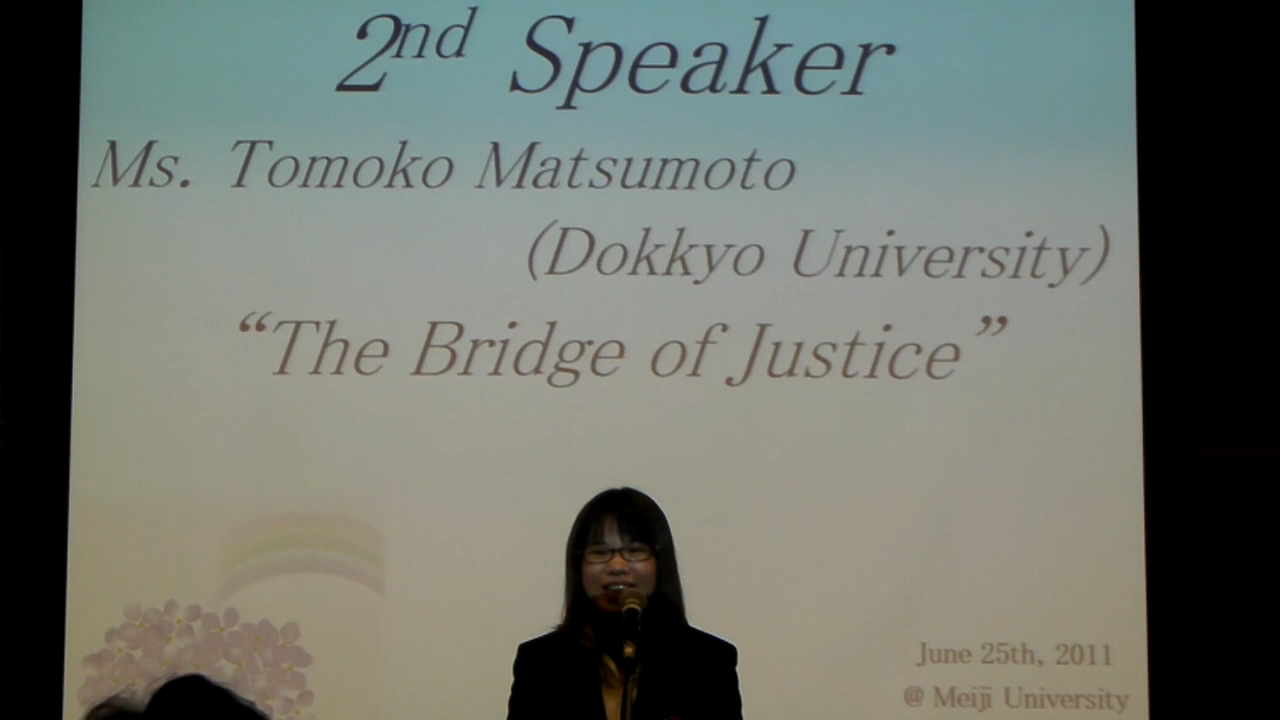 2nd Speaker
Ms. Tomoko Matsumoto
(Dokkyo University)
“The Bridge of Justice”
June 25th, 2011
@ Meiji University